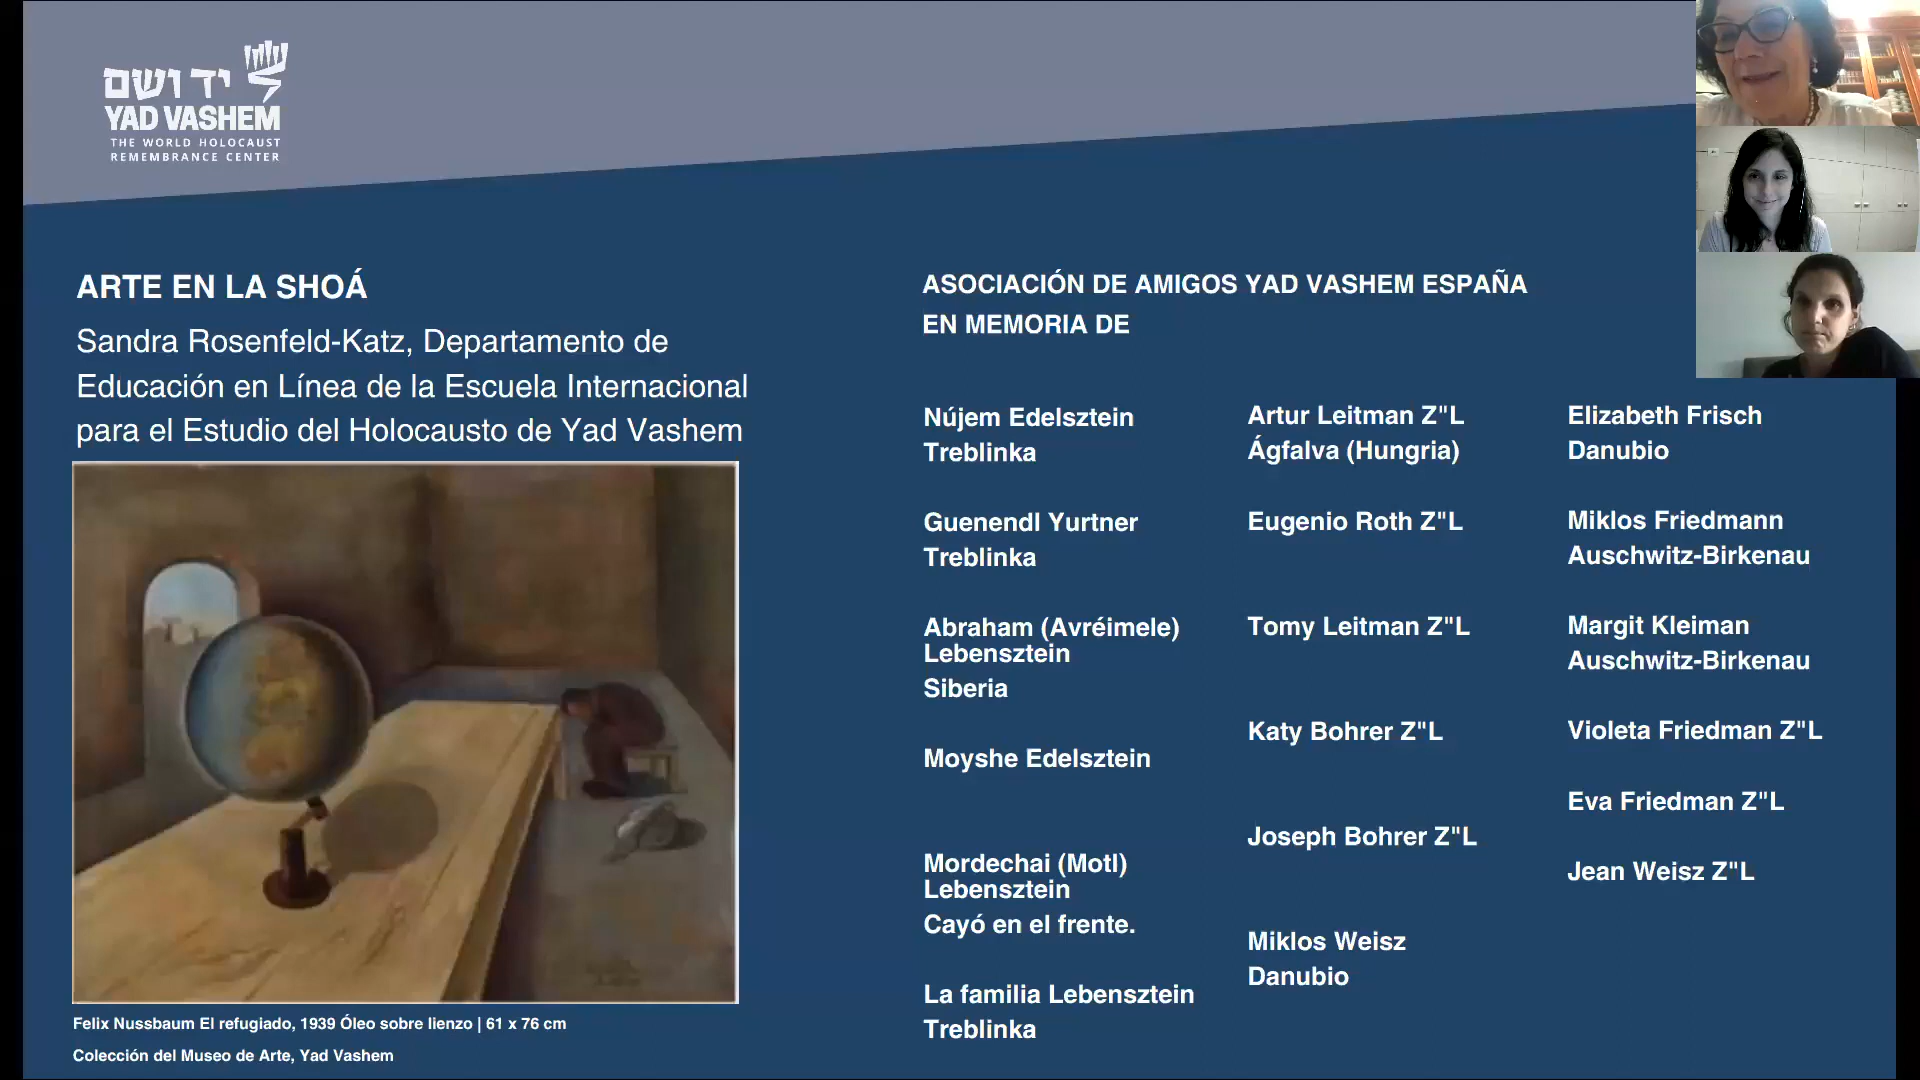 יד ושם
YAD VASHEM
THE WORLD HOLOCAUST
REMEMBRANCE CENTER
ARTE EN LA SHOÁ
Sandra Rosenfeld-Katz, Departamento de
Educación en Línea de la Escuela Internacional
para el Estudio del Holocausto de Yad Vashem
Felix Nussbaum El refugiado, 1939 Óleo sobre lienzo | 61 x 76 cm
Colección del Museo de Arte, Yad Vashem
ASOCIACIÓN DE AMIGOS YAD VASHEM ESPAÑA
EN MEMORIA DE
Nújem Edelsztein
Treblinka
Guenendl Yurtner
Treblinka
Abraham (Avréimele)
Lebensztein
Siberia
Moyshe Edelsztein
Mordechai (Motl)
Lebensztein
Cayó en el frente.
La familia Lebensztein
Treblinka
Artur Leitman Z"L
Ágfalva (Hungria)
Eugenio Roth Z"L
Tomy Leitman Z"L
Katy Bohrer Z"L
Joseph Bohrer Z"L
Miklos Weisz
Danubio
Elizabeth Frisch
Danubio
Miklos Friedmann
Auschwitz-Birkenau
Margit Kleiman
Auschwitz-Birkenau
Violeta Friedman Z"L
Eva Friedman Z"L
Jean Weisz Z"L